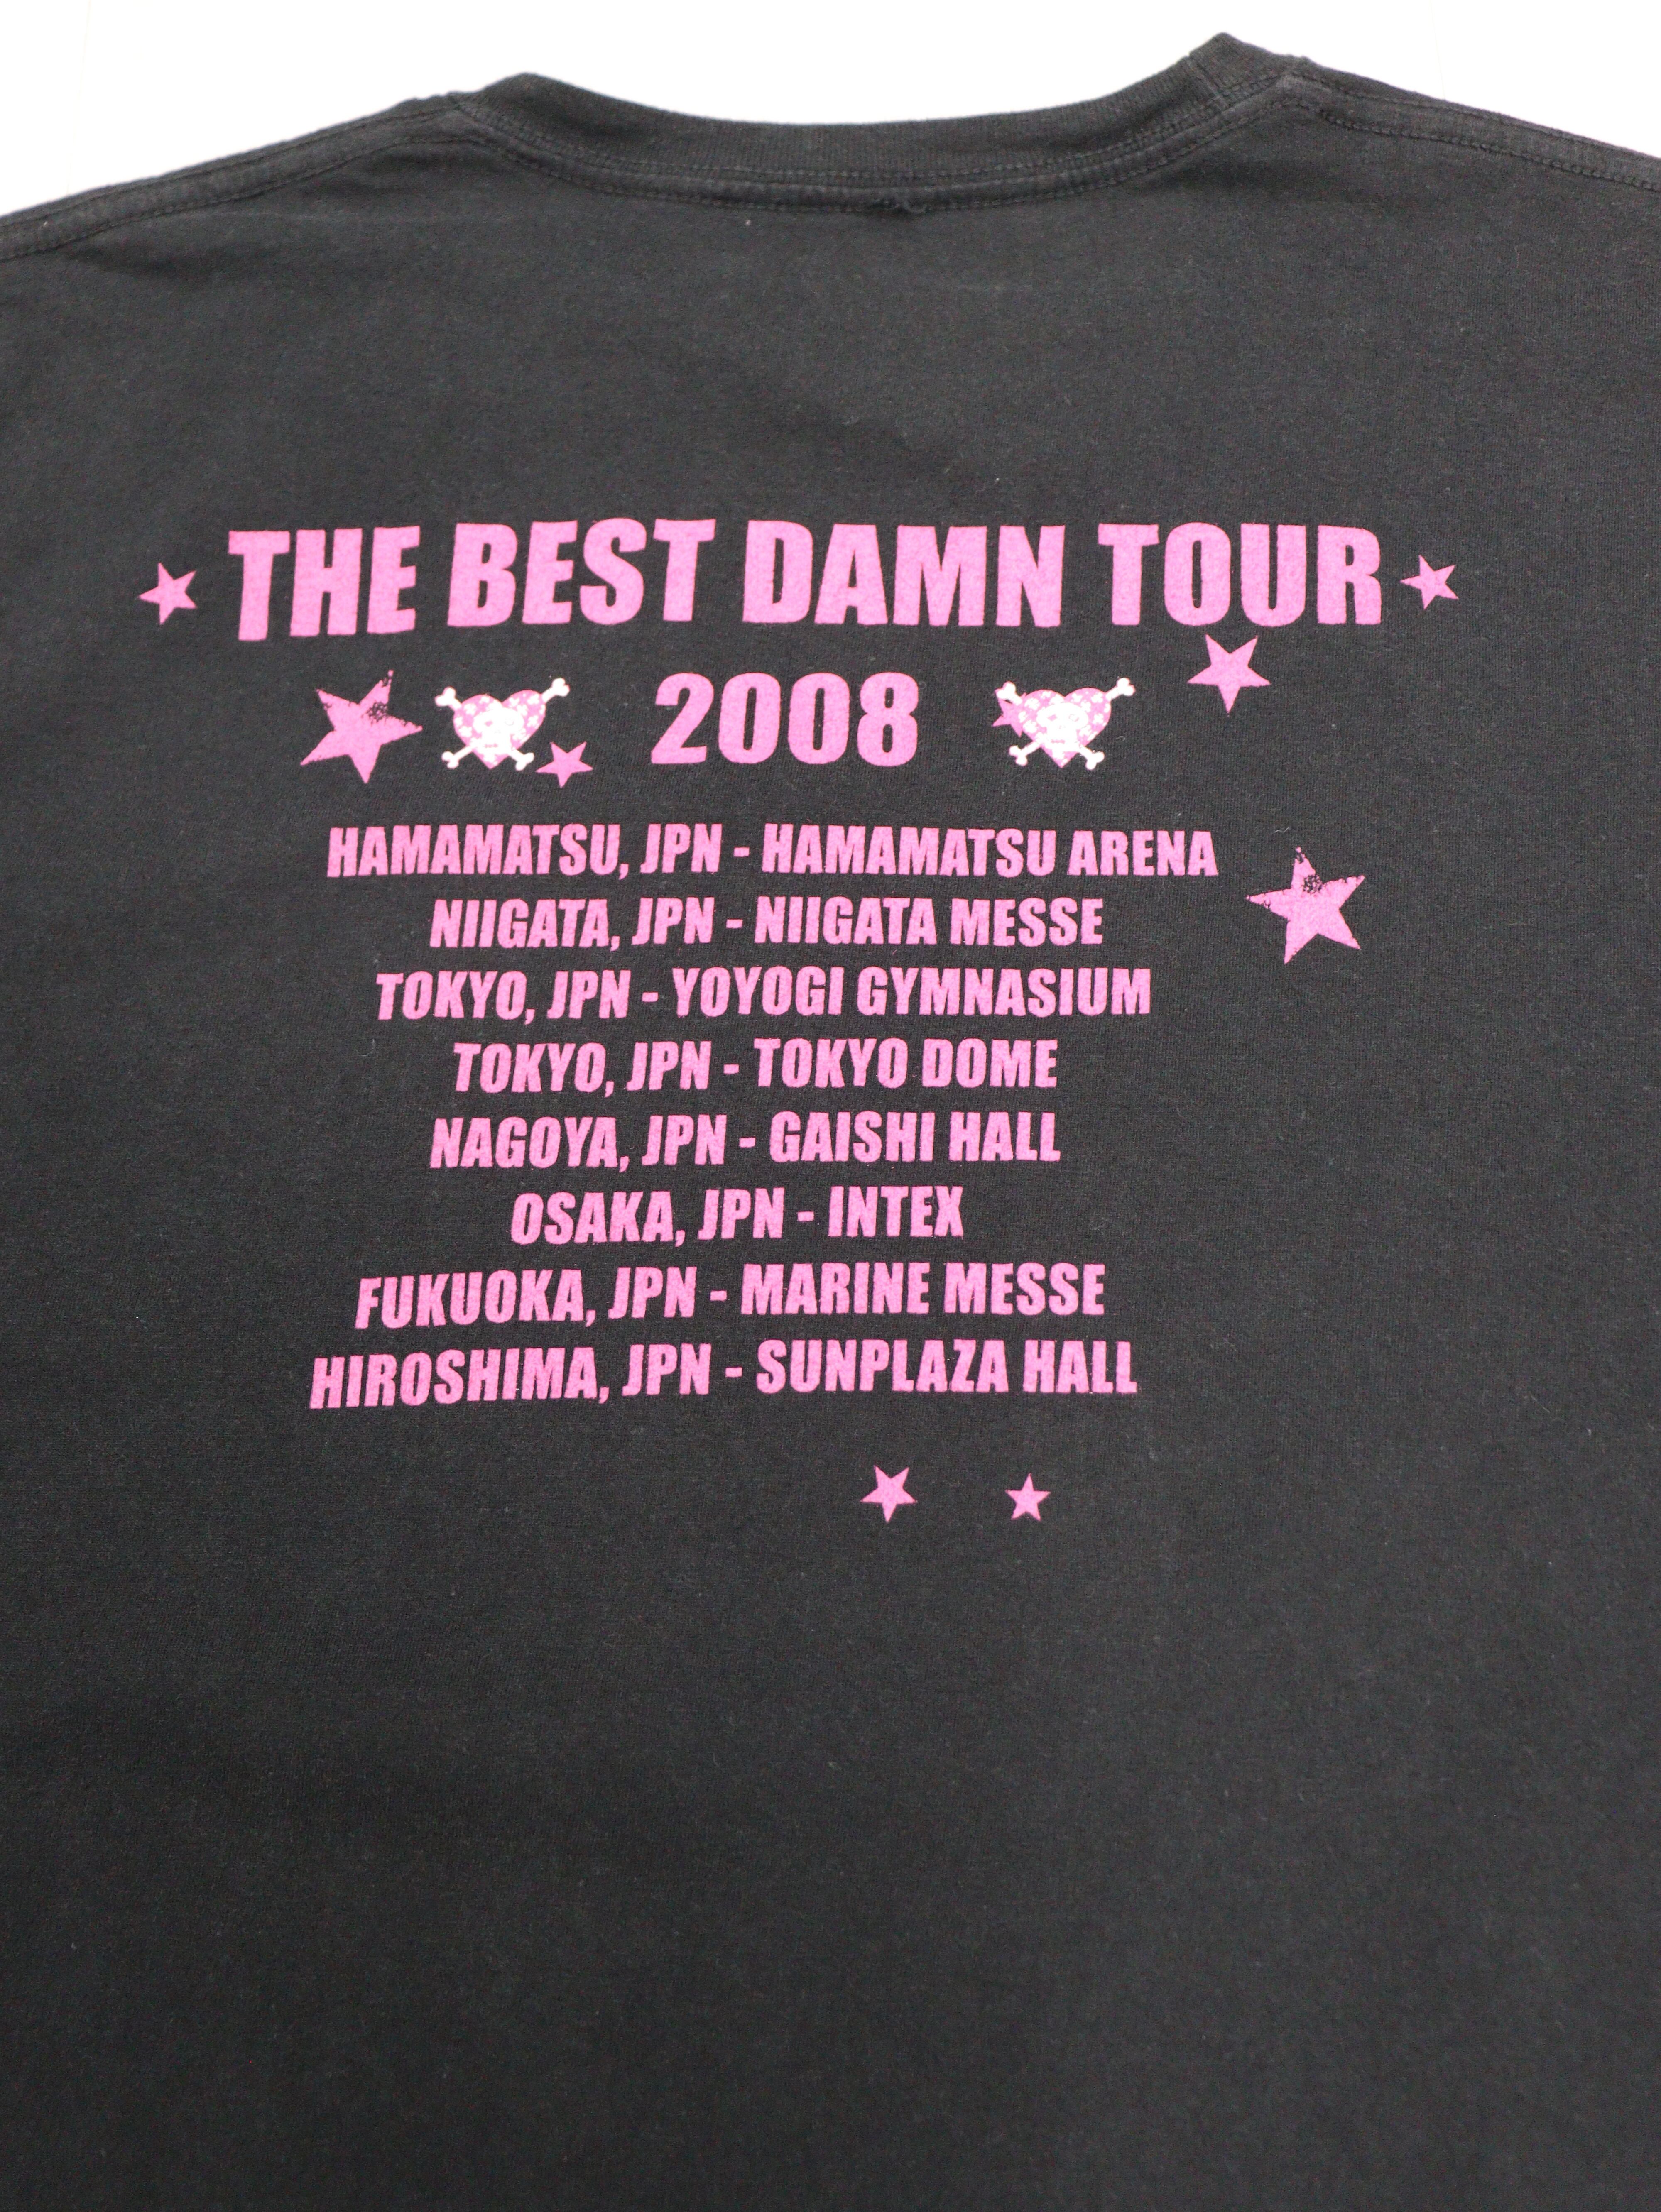 THE BEST DAMN TOUR
2008
HAMAMATSU, JPN - HAMAMATSU ARENA
NIIGATA, JPN - NIIGATA MESSE
TOKYO, JPN - YOYOGI GYMNASIUM
TOKYO, JPN - TOKYO DOME
NAGOYA, JPN - GAISHI HALL
OSAKA, JPN - INTEX
FUKUOKA, JPN - MARINE MESSE
HIROSHIMA, JPN - SUNPLAZA HALL